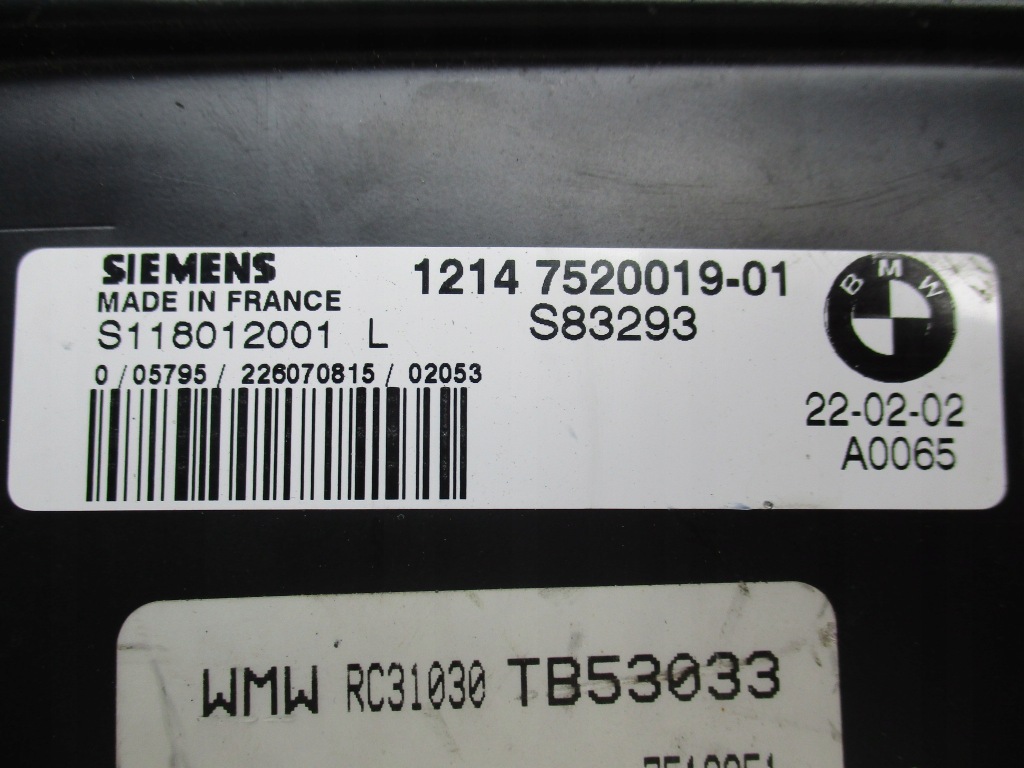 SIEMENS
MADE IN FRANCE
S118012001 L
0 / 05795 / 226070815 / 02053
1214 7520019-01
S83293
BMW
22-02-02
A0065
WMW RC31030 TB53033